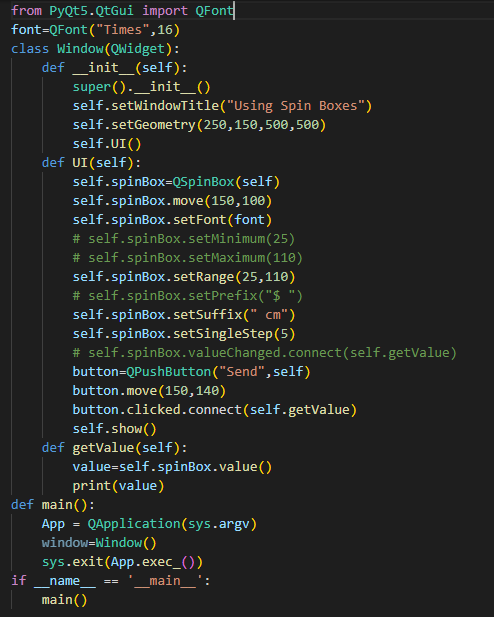 from PyQt5.QtGui import QFont
font=QFont("Times",16)
class Window(QWidget):
    def __init__(self):
        super().__init__()
        self.setWindowTitle("Using Spin Boxes")
        self.setGeometry(250,150,500,500)
        self.UI()
    def UI(self):
        self.spinBox=QSpinBox(self)
        self.spinBox.move(150,100)
        self.spinBox.setFont(font)
        # self.spinBox.setMinimum(25)
        # self.spinBox.setMaximum(110)
        self.spinBox.setRange(25,110)
        # self.spinBox.setPrefix("$ ")
        self.spinBox.setSuffix(" cm")
        self.spinBox.setSingleStep(5)
        # self.spinBox.valueChanged.connect(self.getValue)
        button=QPushButton("Send",self)
        button.move(150,140)
        button.clicked.connect(self.getValue)
        self.show()
    def getValue(self):
        value=self.spinBox.value()
        print(value)
def main():
    App = QApplication(sys.argv)
    window=Window()
    sys.exit(App.exec_())
if __name__ == '__main__':
    main()